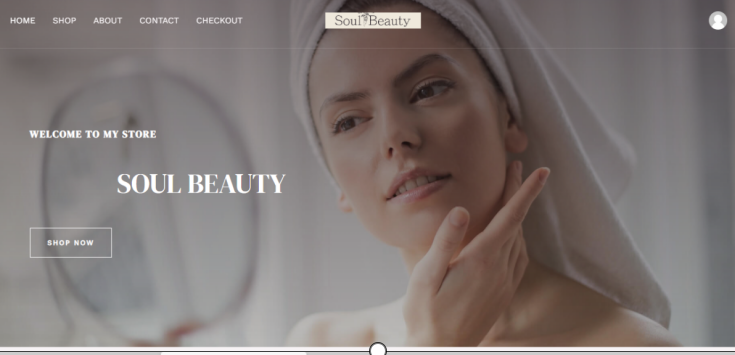 HOME SHOP ABOUT CONTACT CHECKOUT
Soul Beauty
WELCOME TO MY STORE
SOUL BEAUTY
SHOP NOW